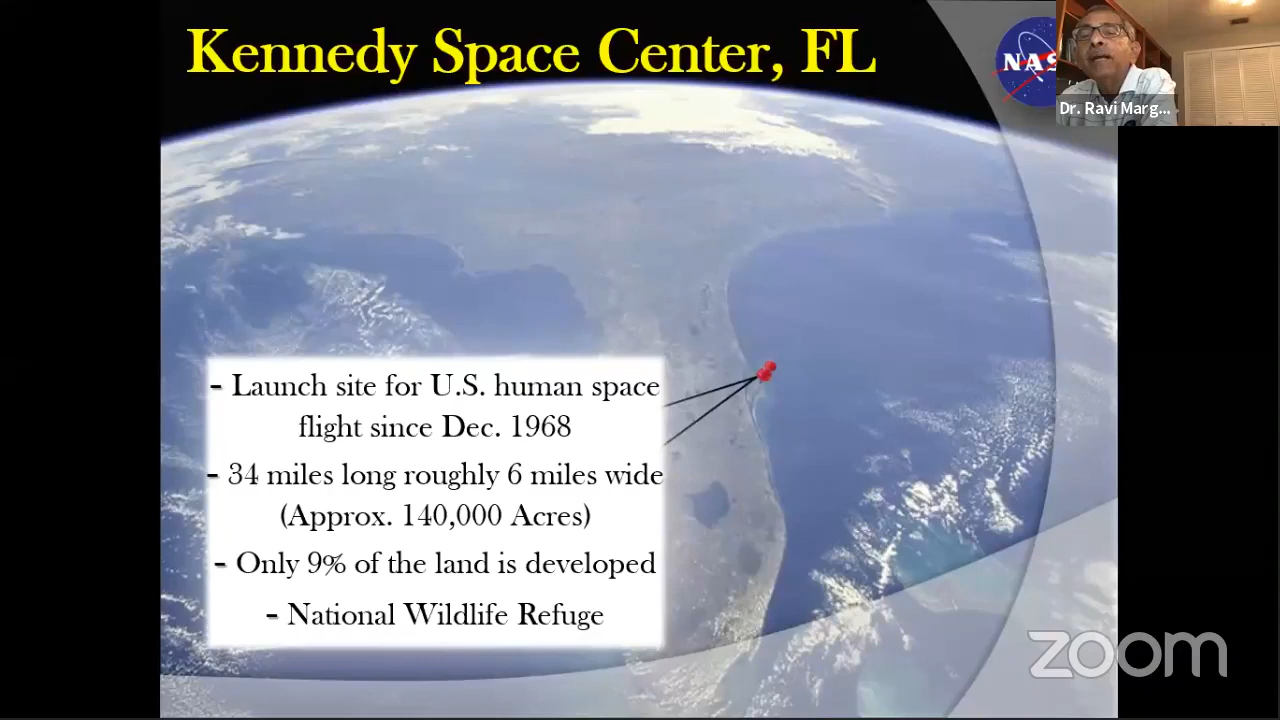 Kennedy Space Center, FL
NAS
Dr. Ravi Marg...
- Launch site for U.S. human space
flight since Dec. 1968
- 34 miles long roughly 6 miles wide
(Approx. 140,000 Acres)
- Only 9% of the land is developed
- National Wildlife Refuge
zoom